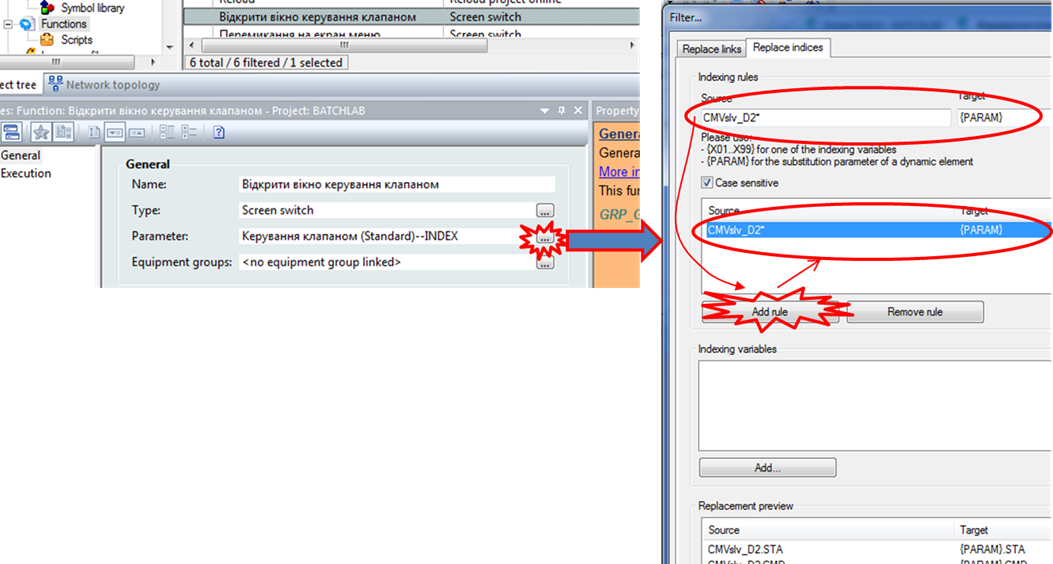 Symbol library
Functions
Scripts
Reload
Reload project online
Відкрити вікно керування клапаном
Screen switch
Перемикання на екран меню
Screen switch
6 total / 6 filtered / 1 selected
ect tree
Network topology
es: Function: Відкрити вікно керування клапаном - Project: BATCHLAB
Property
General
Execution
General
Name: Відкрити вікно керування клапаном
Type: Screen switch
Parameter: Керування клапаном (Standard)--INDEX
Equipment groups: <no equipment group linked>
Genera
Genera
More in
This fun
GRP_G
Filter...
Replace links
Replace indices
Indexing rules
Source Target
CMVslv_D2* {PARAM}
Please use:
- {X01..X99} for one of the indexing variables
- {PARAM} for the substitution parameter of a dynamic element
Case sensitive
Source Target
CMVslv_D2* {PARAM}
Add rule
Remove rule
Indexing variables
Add...
Replacement preview
Source Target
CMVslv_D2.STA {PARAM}.STA
CMVslv_D2.CMD {PARAM}.CMD